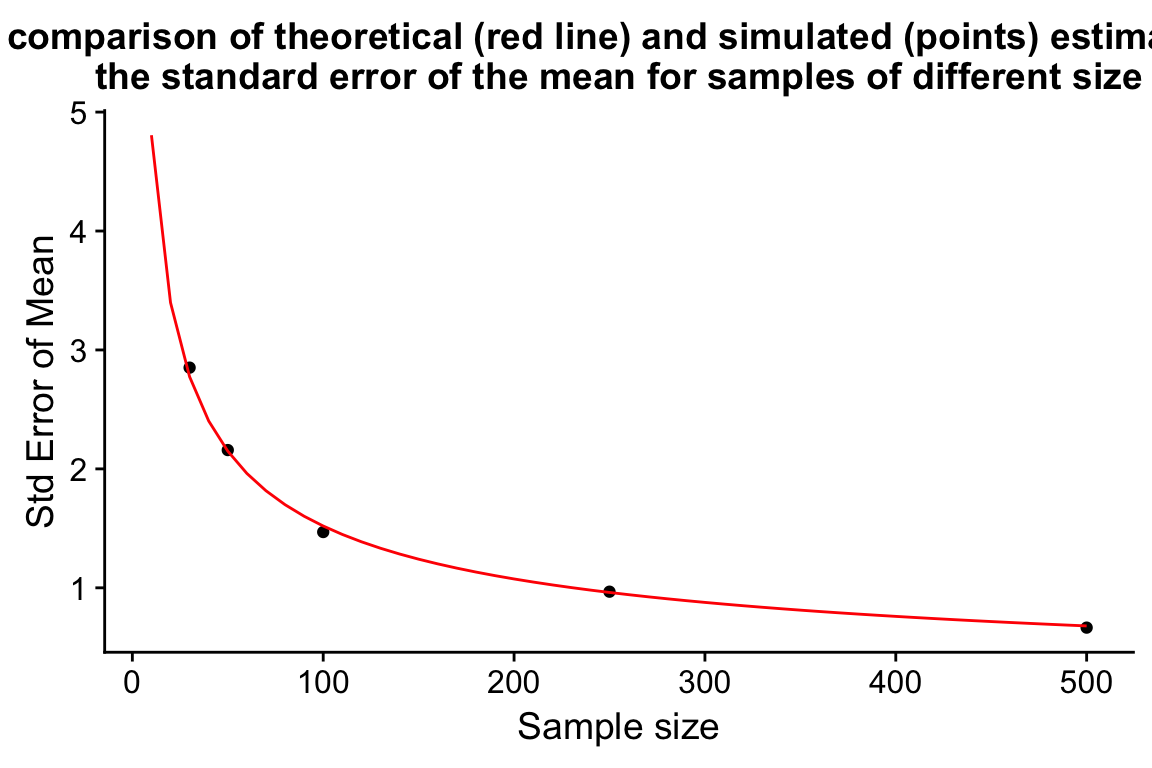 comparison of theoretical (red line) and simulated (points)
the standard error of the mean for samples of different size
5
4
3
2
1
Std Error of Mean
0 100 200 300 400 500
Sample size